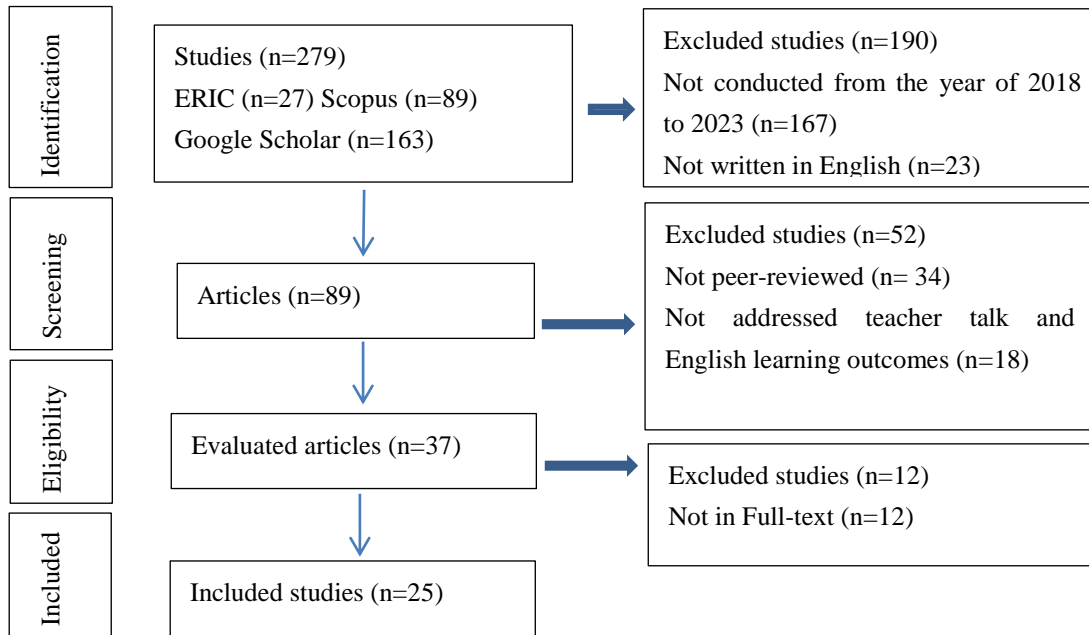 Identification
Studies (n=279)
ERIC (n=27) Scopus (n=89)
Google Scholar (n=163)
Excluded studies (n=190)
Not conducted from the year of 2018
to 2023 (n=167)
Not written in English (n=23)
Screening
Articles (n=89)
Excluded studies (n=52)
Not peer-reviewed (n= 34)
Not addressed teacher talk and
English learning outcomes (n=18)
Eligibility
Evaluated articles (n=37)
Excluded studies (n=12)
Not in Full-text (n=12)
Included
Included studies (n=25)